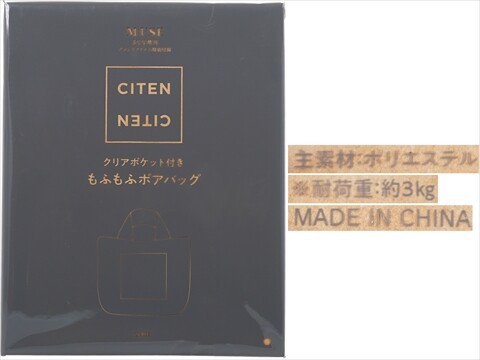 CITEN
CITEN
クリアポケット付き
もふもふボアバッグ
主素材:ポリエステル
※耐荷重:約3kg
MADE IN CHINA